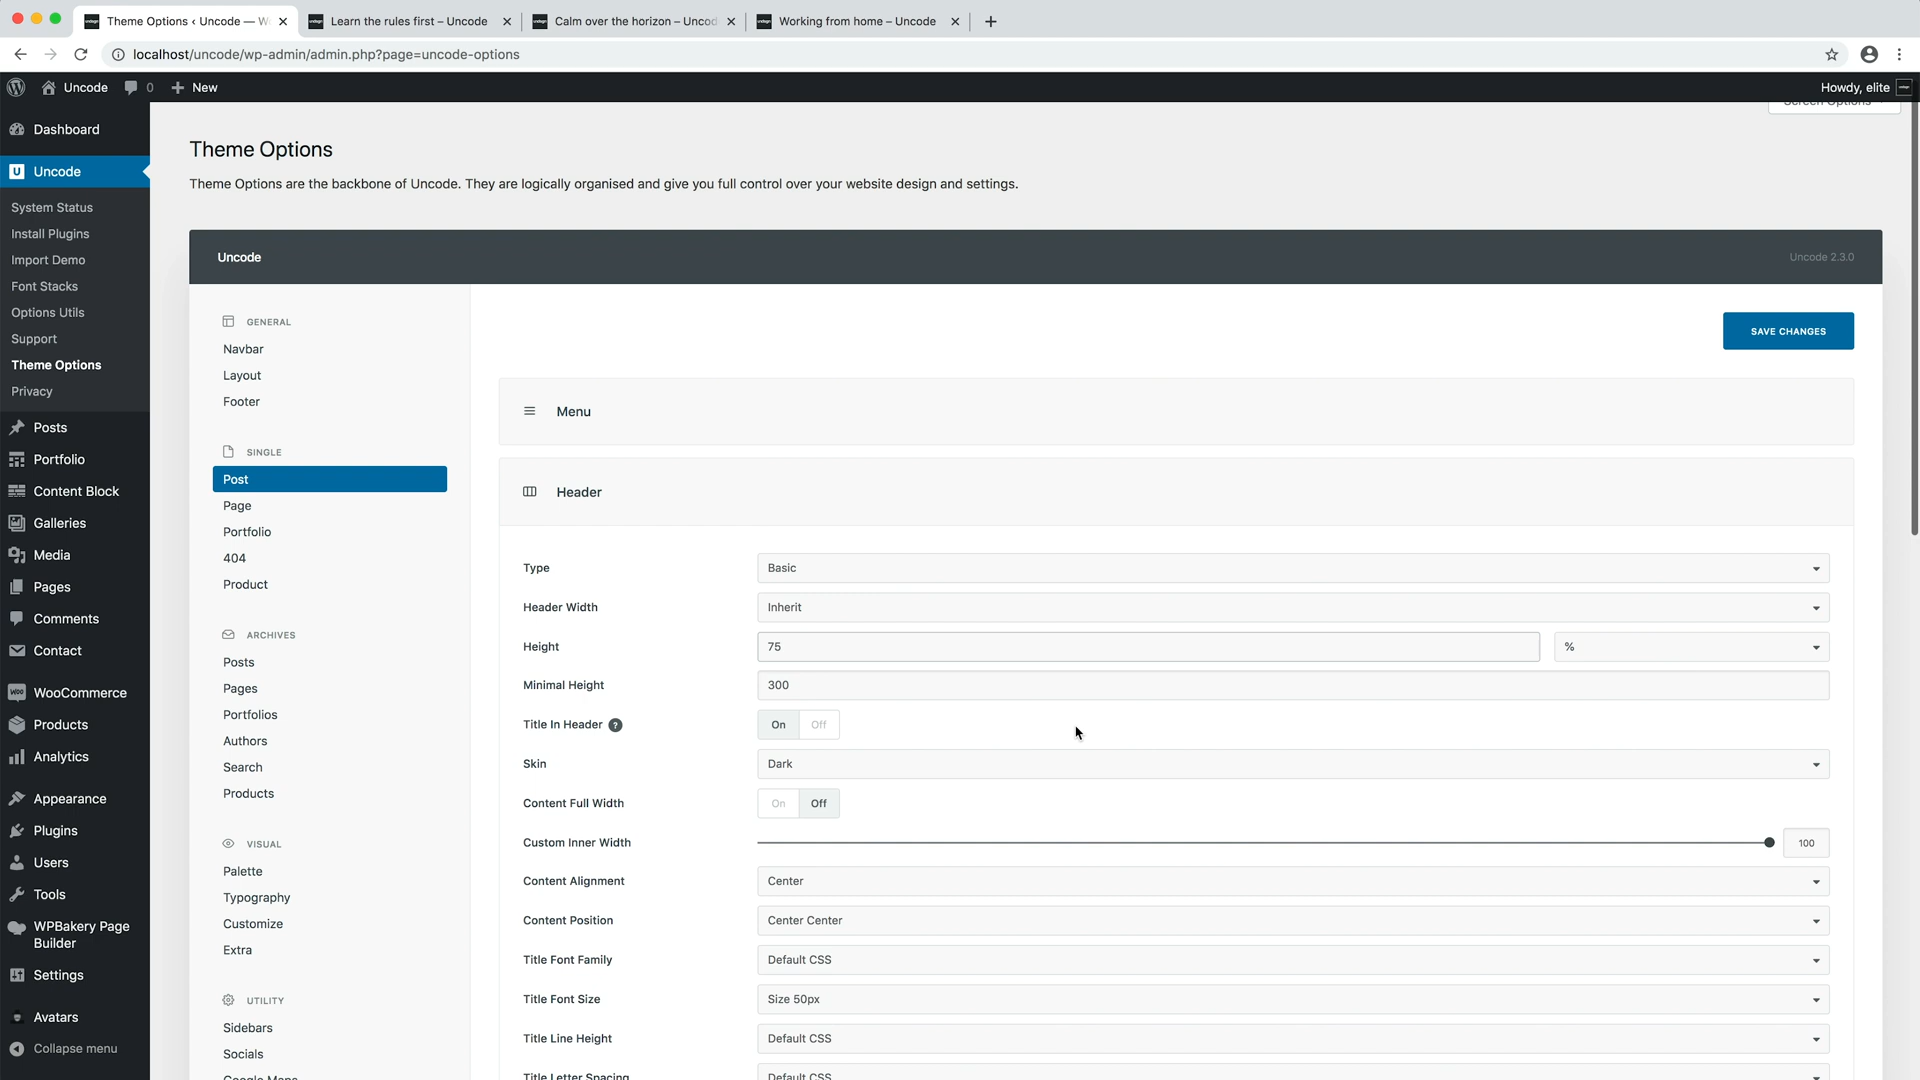 Theme Options ‹ Uncode — W
Learn the rules first – Uncode
Calm over the horizon – Uncod
Working from home – Uncode
localhost/uncode/wp-admin/admin.php?page=uncode-options
Uncode
0
New
Howdy, elite
Screen Options
Dashboard
Uncode
System Status
Install Plugins
Import Demo
Font Stacks
Options Utils
Support
Theme Options
Privacy
Posts
Portfolio
Content Block
Galleries
Media
Pages
Comments
Contact
WooCommerce
Products
Analytics
Appearance
Plugins
Users
Tools
WPBakery Page
Builder
Settings
Avatars
Collapse menu
Theme Options
Theme Options are the backbone of Uncode. They are logically organised and give you full control over your website design and settings.
Uncode
Uncode 2.3.0
GENERAL
Navbar
Layout
Footer
SINGLE
Post
Page
Portfolio
404
Product
ARCHIVES
Posts
Pages
Portfolios
Authors
Search
Products
VISUAL
Palette
Typography
Customize
Extra
UTILITY
Sidebars
Socials
Google Maps
SAVE CHANGES
Menu
Header
Type
Basic
Header Width
Inherit
Height
75
%
Minimal Height
300
Title In Header ?
On Off
Skin
Dark
Content Full Width
On Off
Custom Inner Width
100
Content Alignment
Center
Content Position
Center Center
Title Font Family
Default CSS
Title Font Size
Size 50px
Title Line Height
Default CSS
Title Letter Spacing
Default CSS